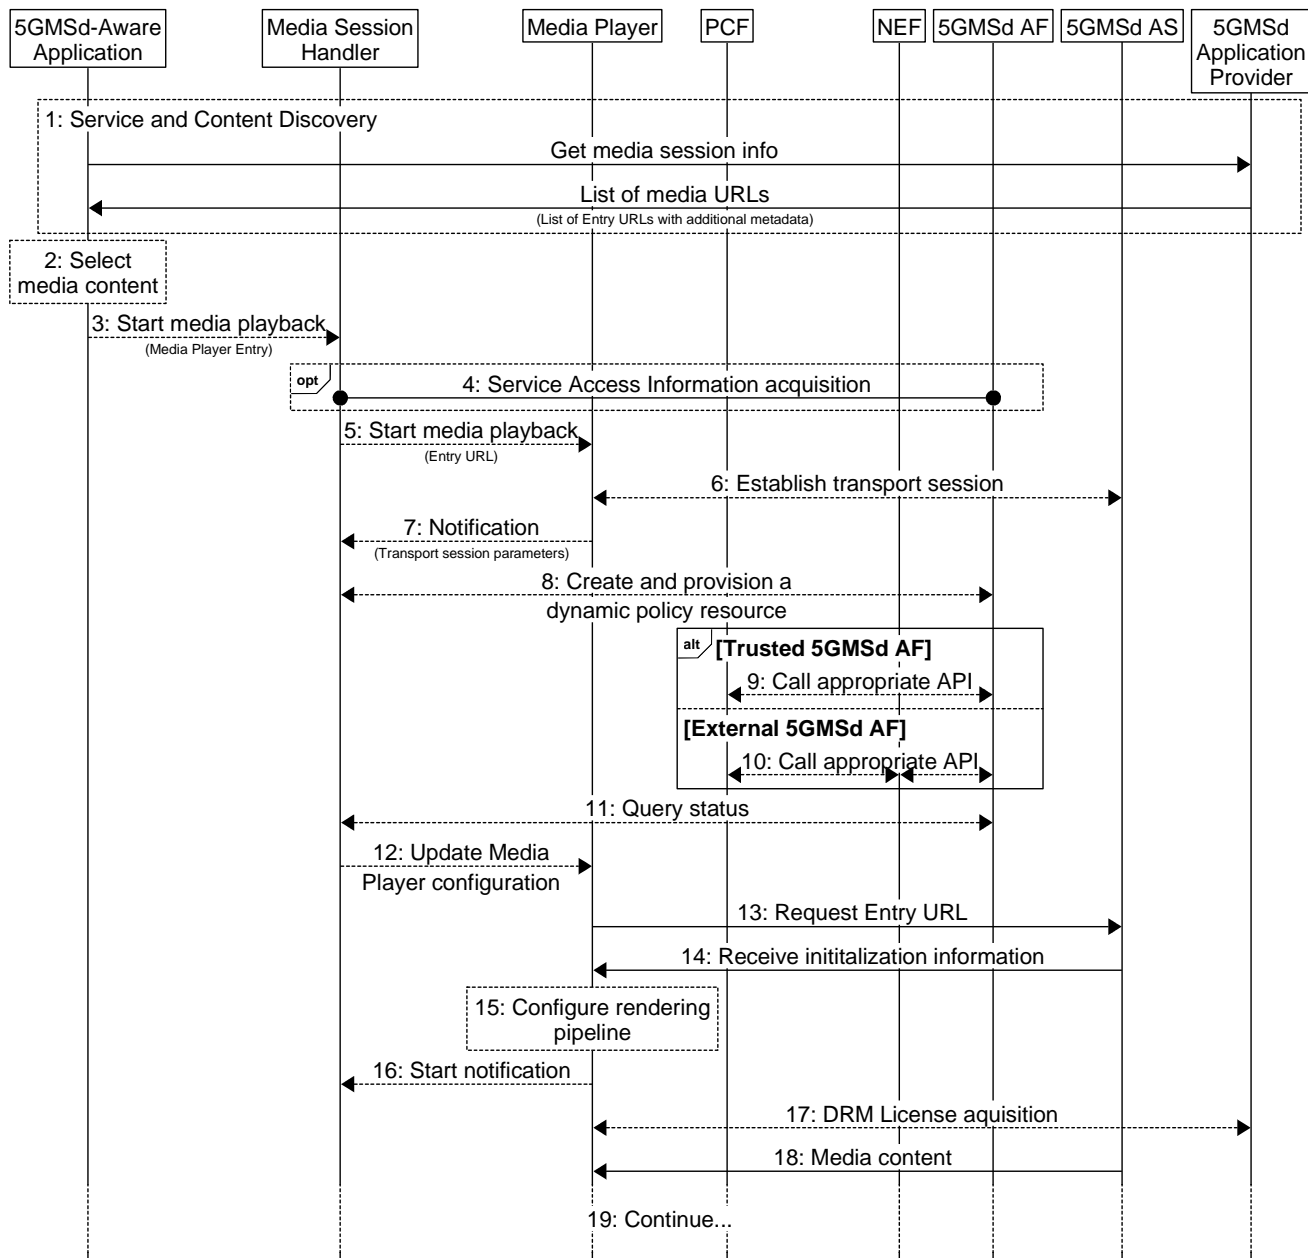 5GMSd-Aware
Application
Media Session
Handler
Media Player
PCF
NEF
5GMSd AF
5GMSd AS
5GMSd
Application
Provider
1: Service and Content Discovery
Get media session info
List of media URLs
(List of Entry URLs with additional metadata)
2: Select
media content
3: Start media playback
(Media Player Entry)
opt
4: Service Access Information acquisition
5: Start media playback
(Entry URL)
6: Establish transport session
7: Notification
(Transport session parameters)
8: Create and provision a
dynamic policy resource
alt
[Trusted 5GMSd AF]
9: Call appropriate API
[External 5GMSd AF]
10: Call appropriate API
11: Query status
12: Update Media
Player configuration
13: Request Entry URL
14: Receive inititalization information
15: Configure rendering
pipeline
16: Start notification
17: DRM License aquisition
18: Media content
19: Continue...